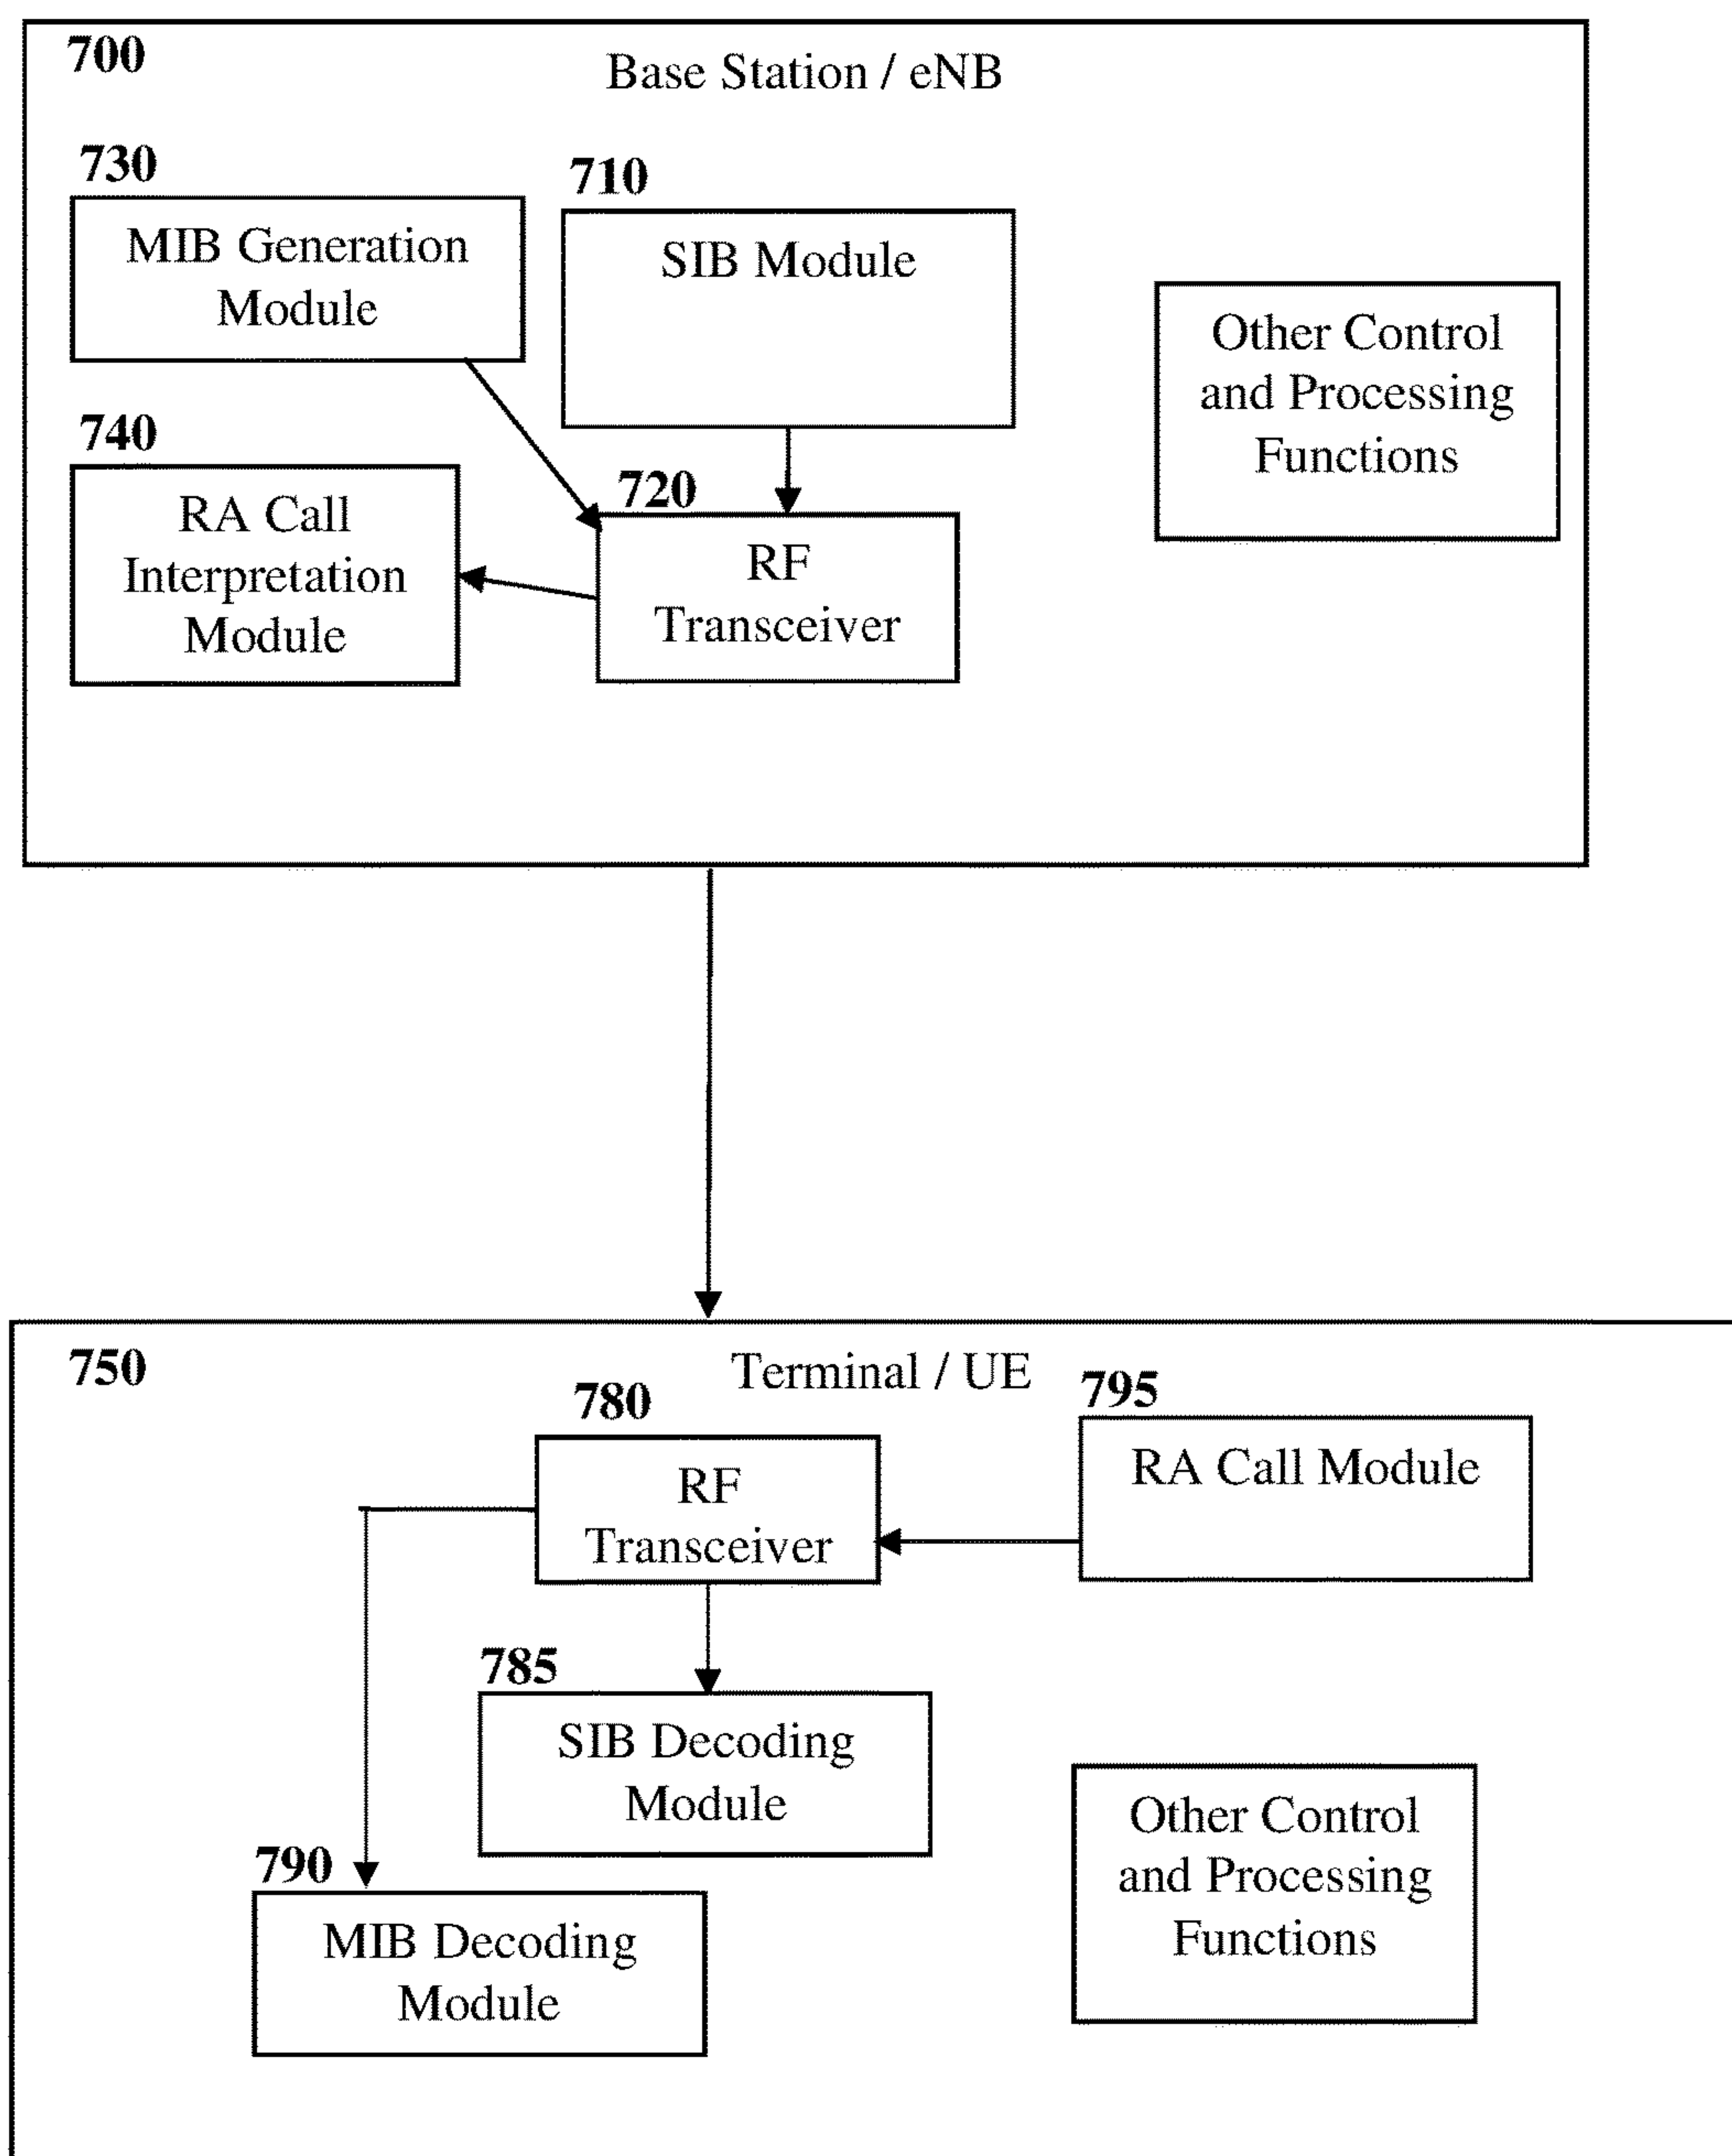 700
Base Station / eNB
730
710
MIB Generation
Module
SIB Module
Other Control
and Processing
Functions
740
RA Call
Interpretation
Module
720
RF
Transceiver
750
Terminal / UE
780
795
RF
Transceiver
RA Call Module
785
SIB Decoding
Module
790
MIB Decoding
Module
Other Control
and Processing
Functions